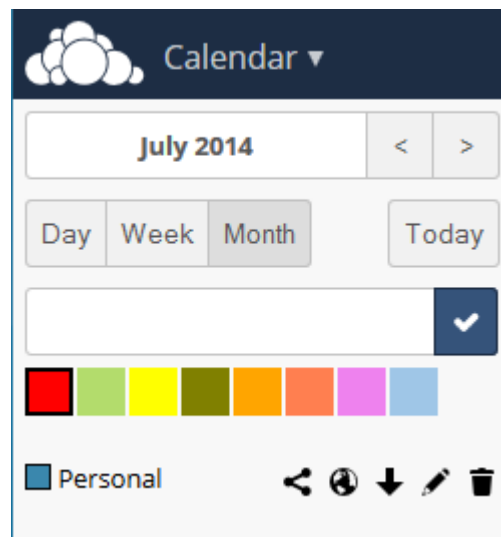 Calendar ▾
July 2014 < >
Day Week Month Today
Personal